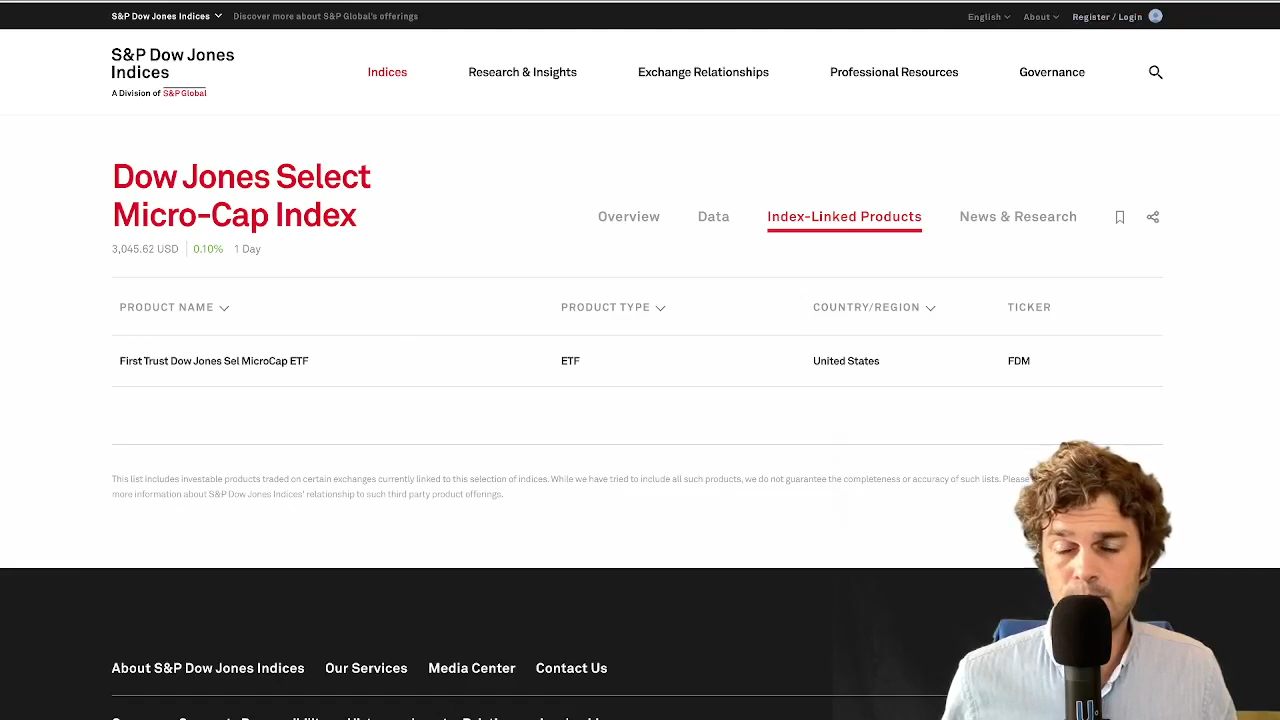 S&P Dow Jones Indices Discover more about S&P Global's offerings English About Register / Login
S&P Dow Jones
Indices
A Division of S&P Global
Indices Research & Insights Exchange Relationships Professional Resources Governance
Dow Jones Select
Micro-Cap Index
Overview Data Index-Linked Products News & Research
3,045.62 USD 0.10% 1 Day
PRODUCT NAME PRODUCT TYPE COUNTRY/REGION TICKER
First Trust Dow Jones Sel MicroCap ETF ETF United States FDM
This list includes investable products traded on certain exchanges currently linked to this selection of indices. While we have tried to include all such products, we do not guarantee the completeness or accuracy of such lists. Please
more information about S&P Dow Jones Indices' relationship to such third party product offerings.
About S&P Dow Jones Indices Our Services Media Center Contact Us